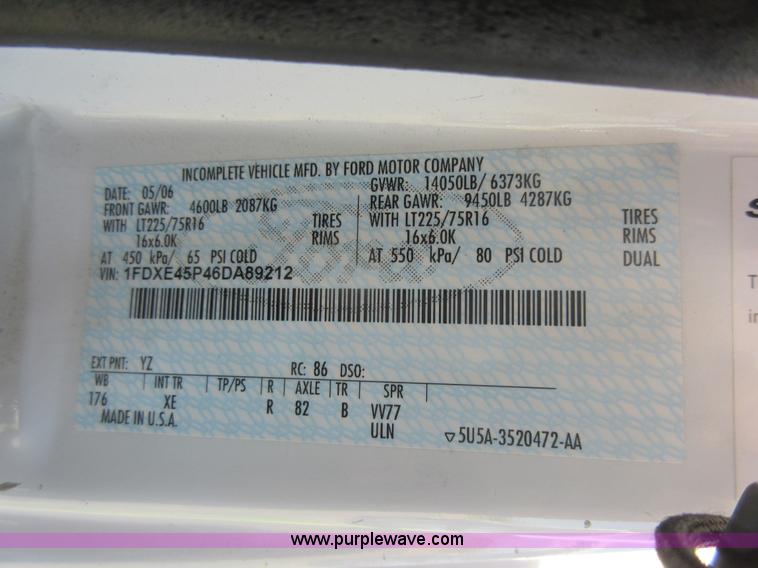 INCOMPLETE VEHICLE MFD. BY FORD MOTOR COMPANY
DATE: 05/06 GVWR: 14050LB/ 6373KG
FRONT GAWR: 4600LB 2087KG REAR GAWR: 9450LB 4287KG
WITH LT225/75R16 TIRES WITH LT225/75R16 TIRES
16x6.0K RIMS 16x6.0K RIMS
AT 450 kPa/ 65 PSI COLD AT 550 kPa/ 80 PSI COLD DUAL
VIN: 1FDXE45P46DA89212
EXT PNT: YZ RC: 86 DSO:
WB INT TR TP/PS R AXLE TR SPR
176 XE R 82 B VV77
MADE IN U.S.A. ULN ▽5U5A-3520472-AA
www.purplewave.com